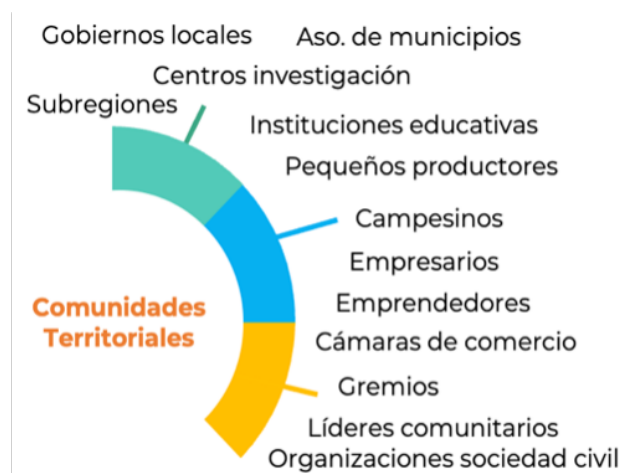 Gobiernos locales
Aso. de municipios
Centros investigación
Subregiones
Instituciones educativas
Pequeños productores
Campesinos
Empresarios
Comunidades
Territoriales
Emprendedores
Cámaras de comercio
Gremios
Líderes comunitarios
Organizaciones sociedad civil